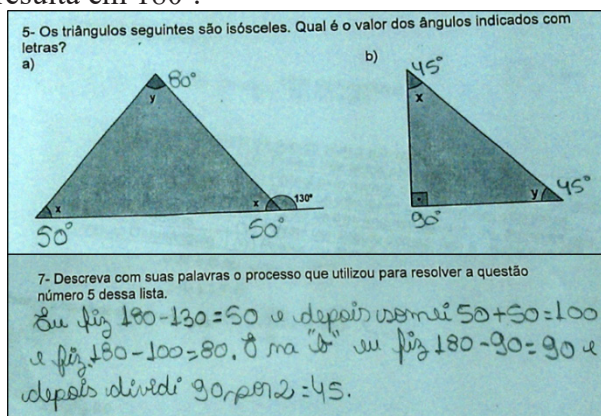 resulta em 180 .
5- Os triângulos seguintes são isósceles. Qual é o valor dos ângulos indicados com
letras?
a)
b)
80°
y
x
x
130°
50°
50°
45°
x
y
45°
90°
7- Descreva com suas palavras o processo que utilizou para resolver a questão
número 5 dessa lista.
Eu fiz 180-130=50 e depois somei 50+50=100
e fiz 180-100=80. E na "b" eu fiz 180-90=90 e
depois dividi 90 por 2=45.